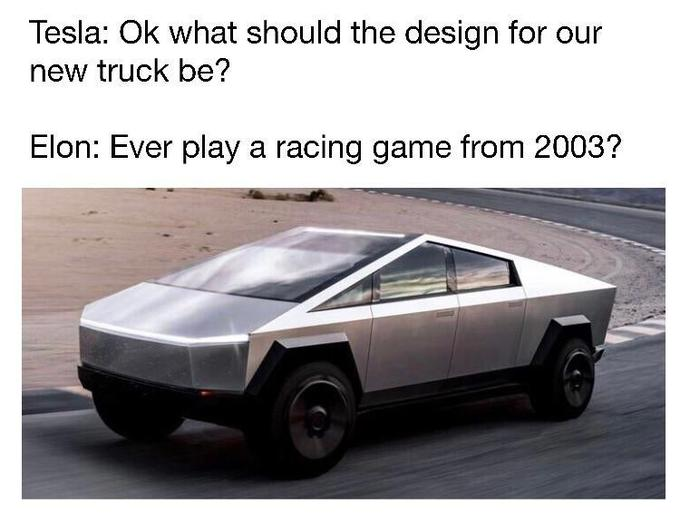 Tesla: Ok what should the design for our
new truck be?
Elon: Ever play a racing game from 2003?